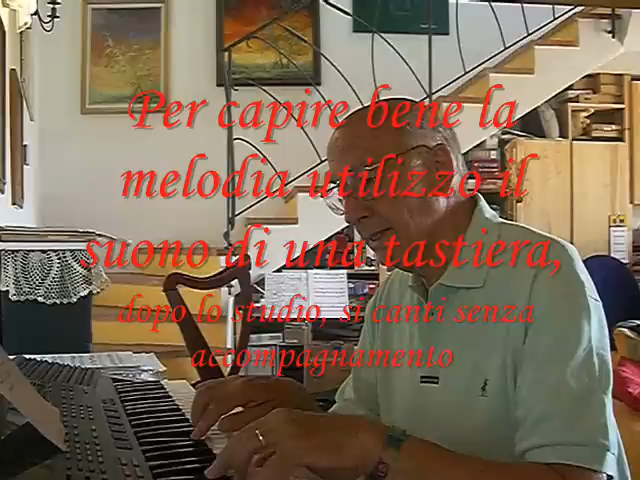 Per capire bene la
melodia utilizzo il
suono di una tastiera,
dopo lo studio, si canti senza
accompagnamento